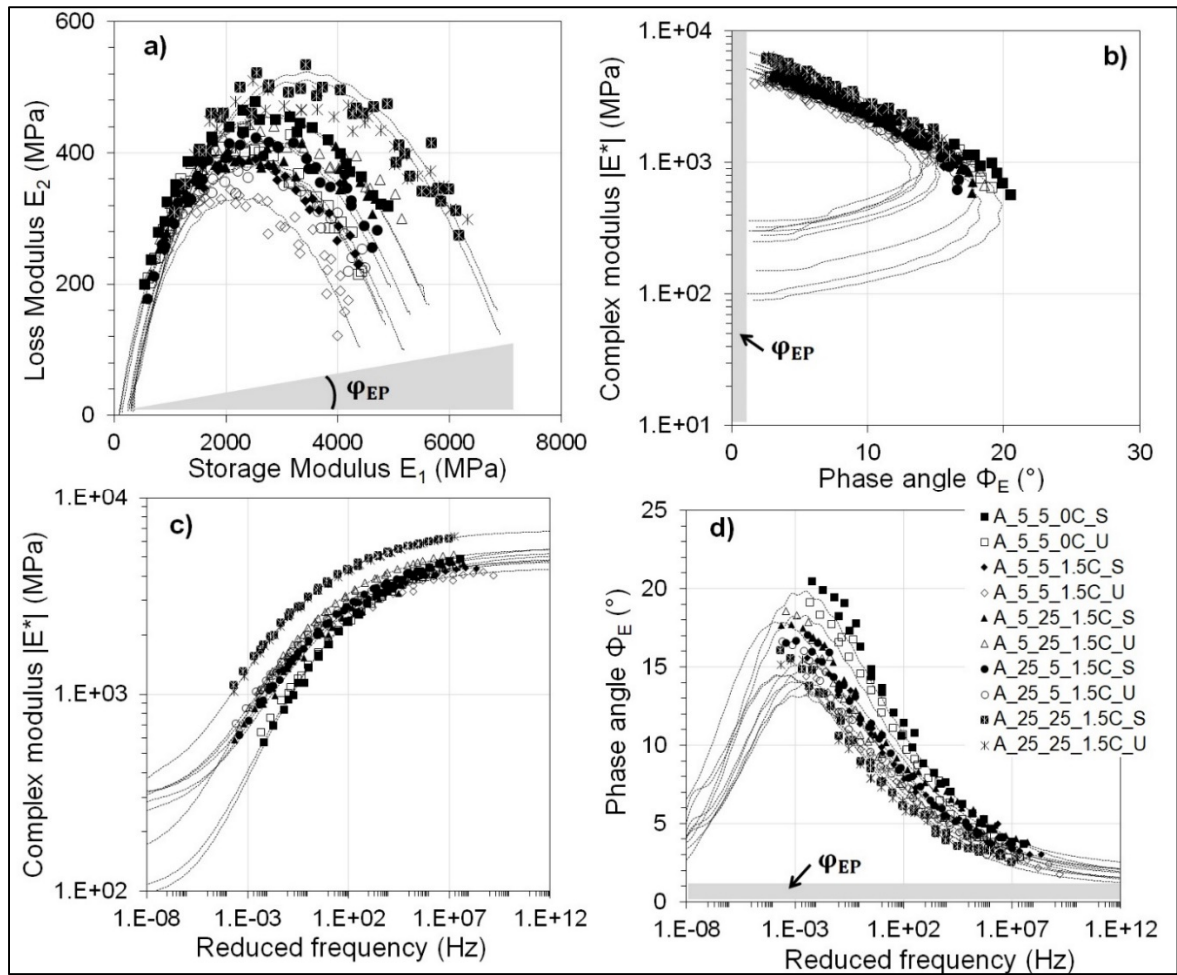 a)
Loss Modulus E₂ (MPa)
600
400
200
0
φEP
0 2000 4000 6000 8000
Storage Modulus E₁ (MPa)
b)
Complex modulus |E*| (MPa)
1.E+04
1.E+03
1.E+02
1.E+01
φEP
0 10 20 30
Phase angle ΦE (°)
c)
Complex modulus |E*| (MPa)
1.E+04
1.E+03
1.E+02
1.E-08 1.E-03 1.E+02 1.E+07 1.E+12
Reduced frequency (Hz)
d)
Phase angle ΦE (°)
25
20
15
10
5
0
A_5_5_0C_S
A_5_5_0C_U
A_5_5_1.5C_S
A_5_5_1.5C_U
A_5_25_1.5C_S
A_5_25_1.5C_U
A_25_5_1.5C_S
A_25_5_1.5C_U
A_25_25_1.5C_S
A_25_25_1.5C_U
φEP
1.E-08 1.E-03 1.E+02 1.E+07 1.E+12
Reduced frequency (Hz)